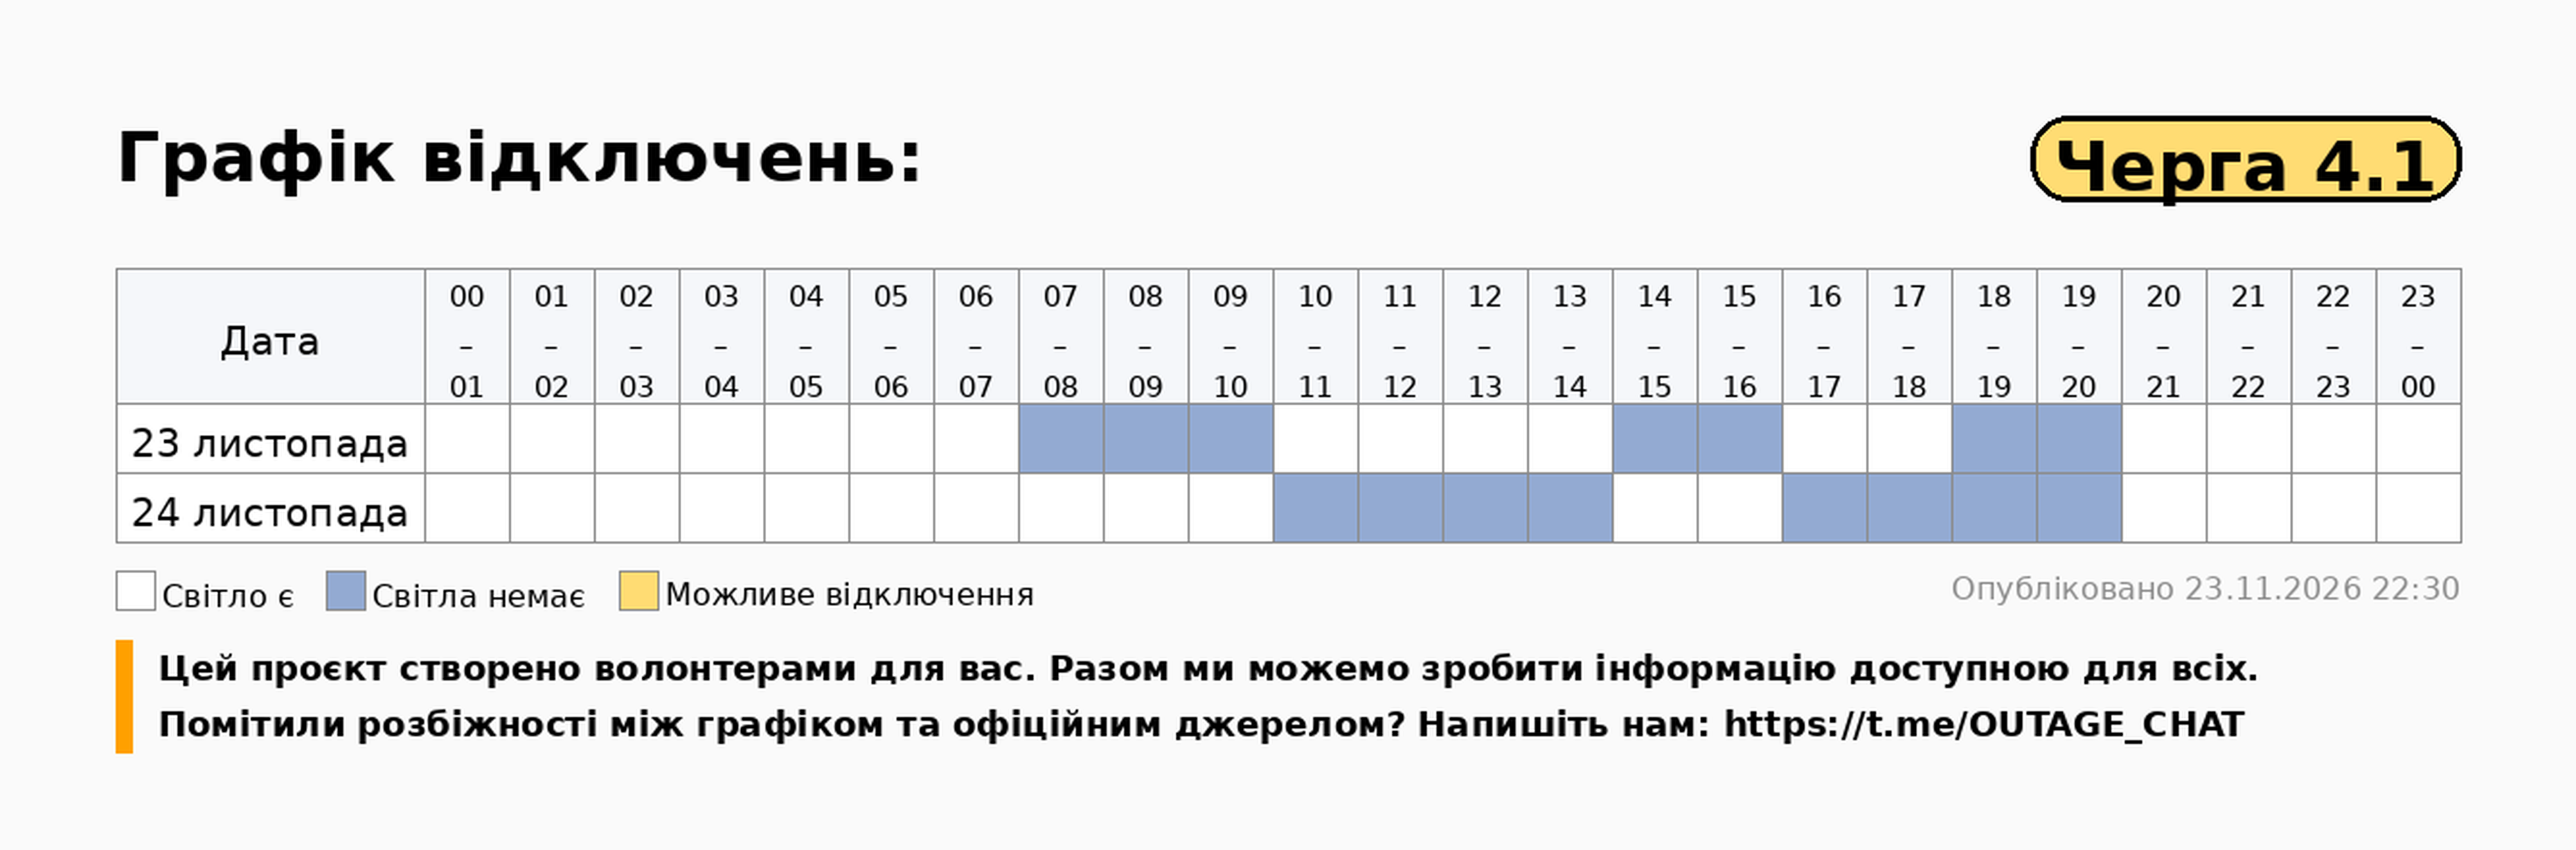 Графік відключень:
Черга 4.1
Дата 00 – 01 01 – 02 02 – 03 03 – 04 04 – 05 05 – 06 06 – 07 07 – 08 08 – 09 09 – 10 10 – 11 11 – 12 12 – 13 13 – 14 14 – 15 15 – 16 16 – 17 17 – 18 18 – 19 19 – 20 20 – 21 21 – 22 22 – 23 23 – 00
23 листопада
24 листопада
Світло є Світла немає Можливе відключення
Опубліковано 23.11.2026 22:30
Цей проєкт створено волонтерами для вас. Разом ми можемо зробити інформацію доступною для всіх.
Помітили розбіжності між графіком та офіційним джерелом? Напишіть нам: https://t.me/OUTAGE_CHAT